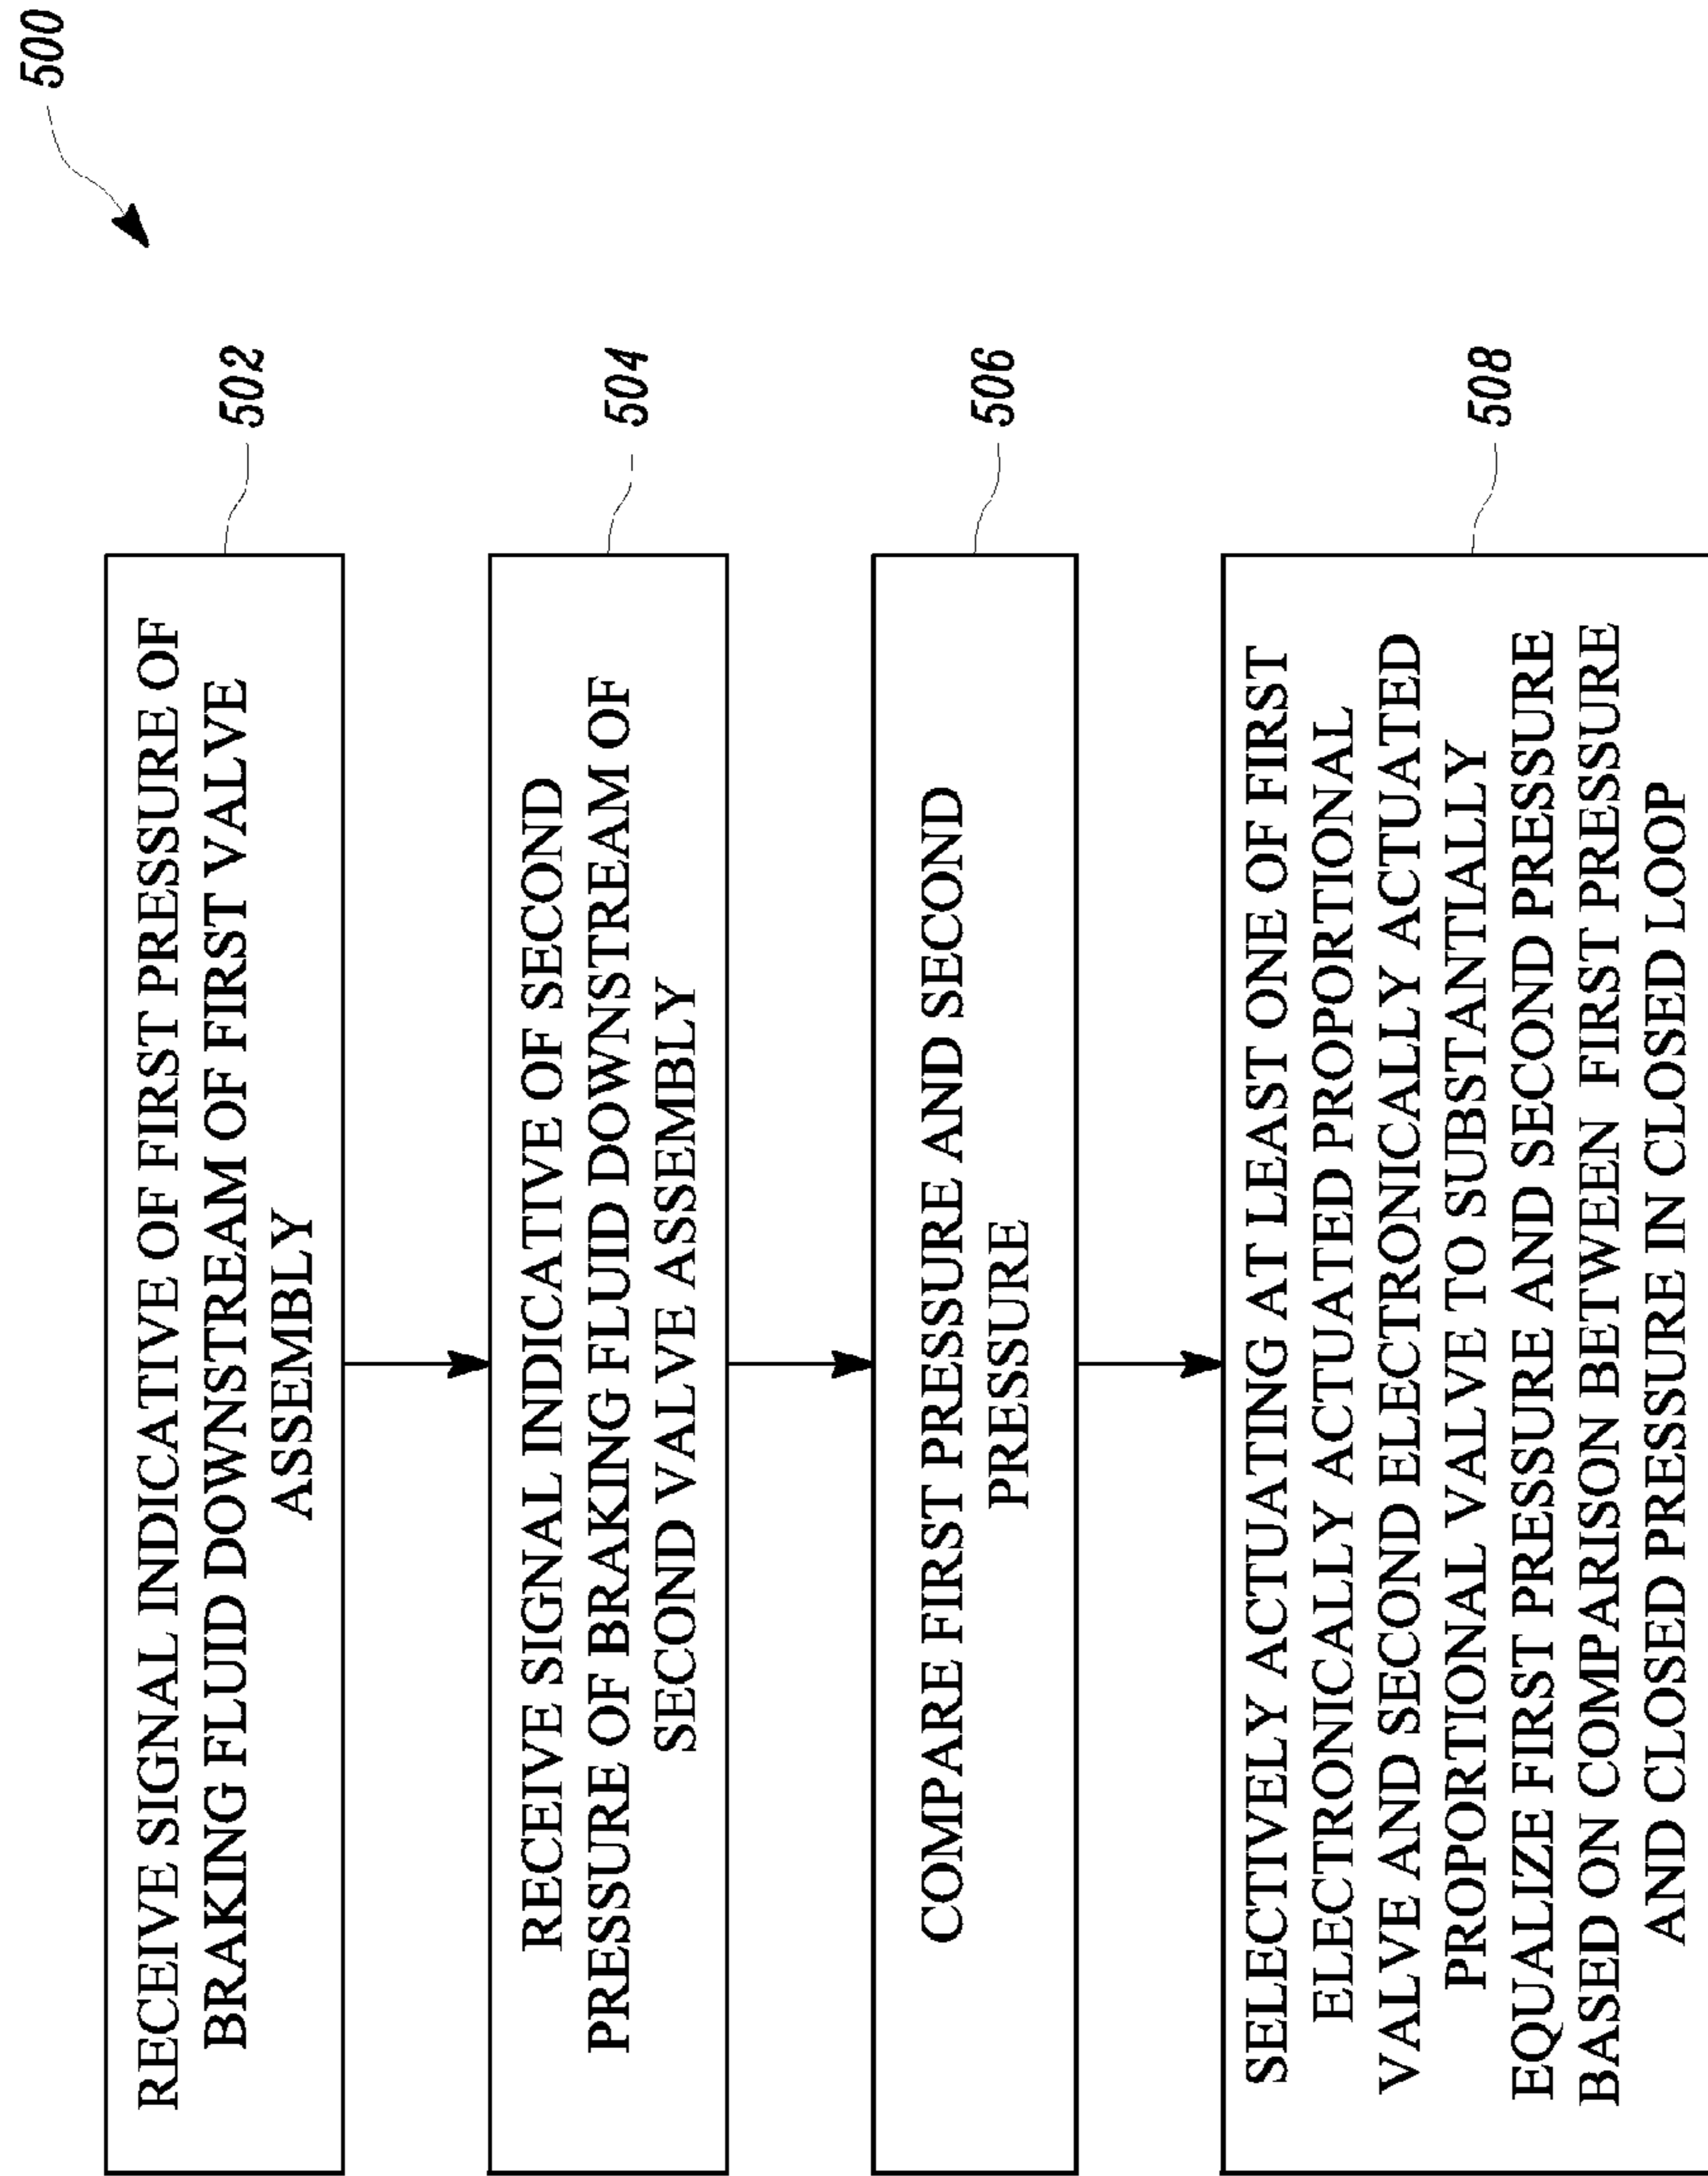 500
RECEIVE SIGNAL INDICATIVE OF FIRST PRESSURE OF
BRAKING FLUID DOWNSTREAM OF FIRST VALVE
ASSEMBLY
502
RECEIVE SIGNAL INDICATIVE OF SECOND
PRESSURE OF BRAKING FLUID DOWNSTREAM OF
SECOND VALVE ASSEMBLY
504
COMPARE FIRST PRESSURE AND SECOND
PRESSURE
506
SELECTIVELY ACTUATING AT LEAST ONE OF FIRST
ELECTRONICALLY ACTUATED PROPORTIONAL
VALVE AND SECOND ELECTRONICALLY ACTUATED
PROPORTIONAL VALVE TO SUBSTANTIALLY
EQUALIZE FIRST PRESSURE AND SECOND PRESSURE
BASED ON COMPARISON BETWEEN FIRST PRESSURE
AND CLOSED PRESSURE IN CLOSED LOOP
508